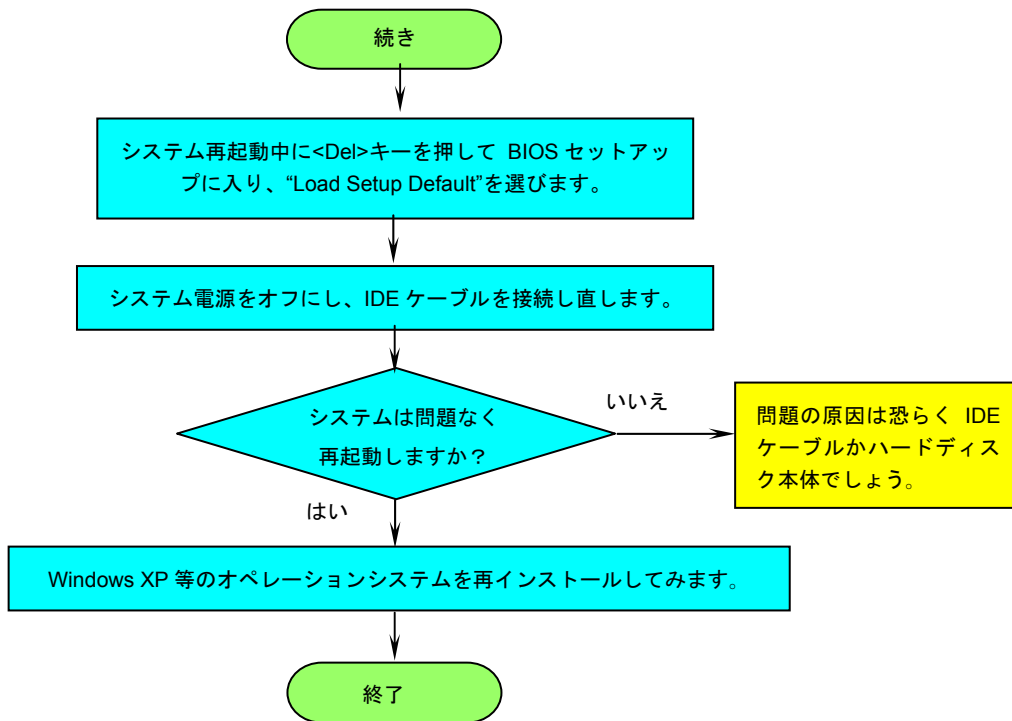 続き
システム再起動中に<Del>キーを押して BIOS セットアッ
プに入り、“Load Setup Default”を選びます。
システム電源をオフにし、IDE ケーブルを接続し直します。
システムは問題なく
再起動しますか？
いいえ
問題の原因は恐らく IDE
ケーブルかハードディス
ク本体でしょう。
はい
Windows XP 等のオペレーションシステムを再インストールしてみます。
終了